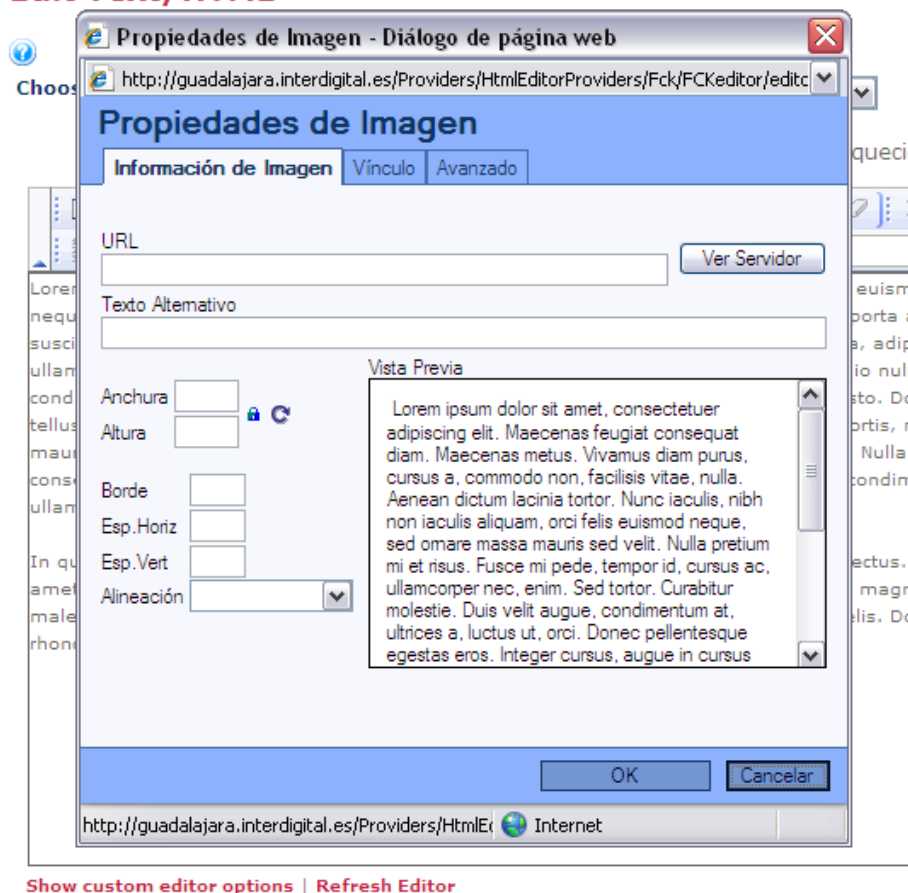 Propiedades de Imagen - Diálogo de página web
http://guadalajara.interdigital.es/Providers/HtmlEditorProviders/Fck/FCKeditor/editc
Propiedades de Imagen
Información de Imagen Vínculo Avanzado
URL
Ver Servidor
Texto Alternativo
Vista Previa
Anchura
Altura
Borde
Esp.Horiz
Esp.Vert
Alineación
Lorem ipsum dolor sit amet, consectetuer
adipiscing elit. Maecenas feugiat consequat
diam. Maecenas metus. Vivamus diam purus,
cursus a, commodo non, facilisis vitae, nulla.
Aenean dictum lacinia tortor. Nunc iaculis, nibh
non iaculis aliquam, orci felis euismod neque,
sed ornare massa mauris sed velit. Nulla pretium
mi et risus. Fusce mi pede, tempor id, cursus ac,
ullamcorper nec, enim. Sed tortor. Curabitur
molestie. Duis velit augue, condimentum at,
ultrices a, luctus ut, orci. Donec pellentesque
egestas eros. Integer cursus, augue in cursus
OK Cancelar
http://guadalajara.interdigital.es/Providers/HtmlE Internet
Show custom editor options | Refresh Editor